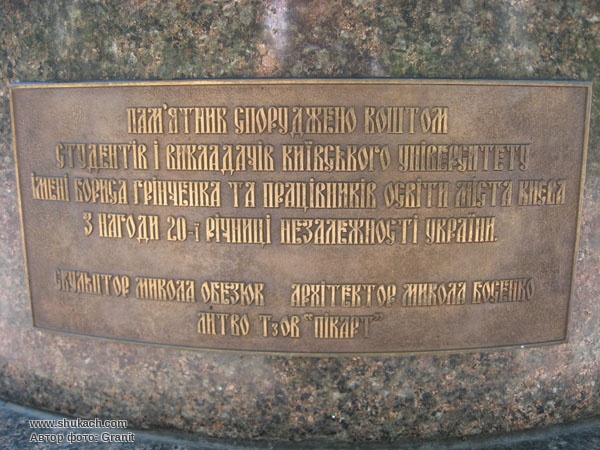 ПАМ'ЯТНИК СПОРУДЖЕНО КОШТОМ
СТУДЕНТІВ І ВИКЛАДАЧІВ КИЇВСЬКОГО УНІВЕРСИТЕТУ
ІМЕНІ БОРИСА ГРІНЧЕНКА ТА ПРАЦІВНИКІВ ОСВІТИ МІСТА КИЄВА
З НАГОДИ 20-ї РІЧНИЦІ НЕЗАЛЕЖНОСТІ УКРАЇНИ.
СКУЛЬПТОР МИКОЛА ОБЕЗЮК АРХІТЕКТОР МИКОЛА БОСЕНКО
ЛИТВО ТзОВ "ПІКАРТ"
www.shukach.com
Автор фото: Granit